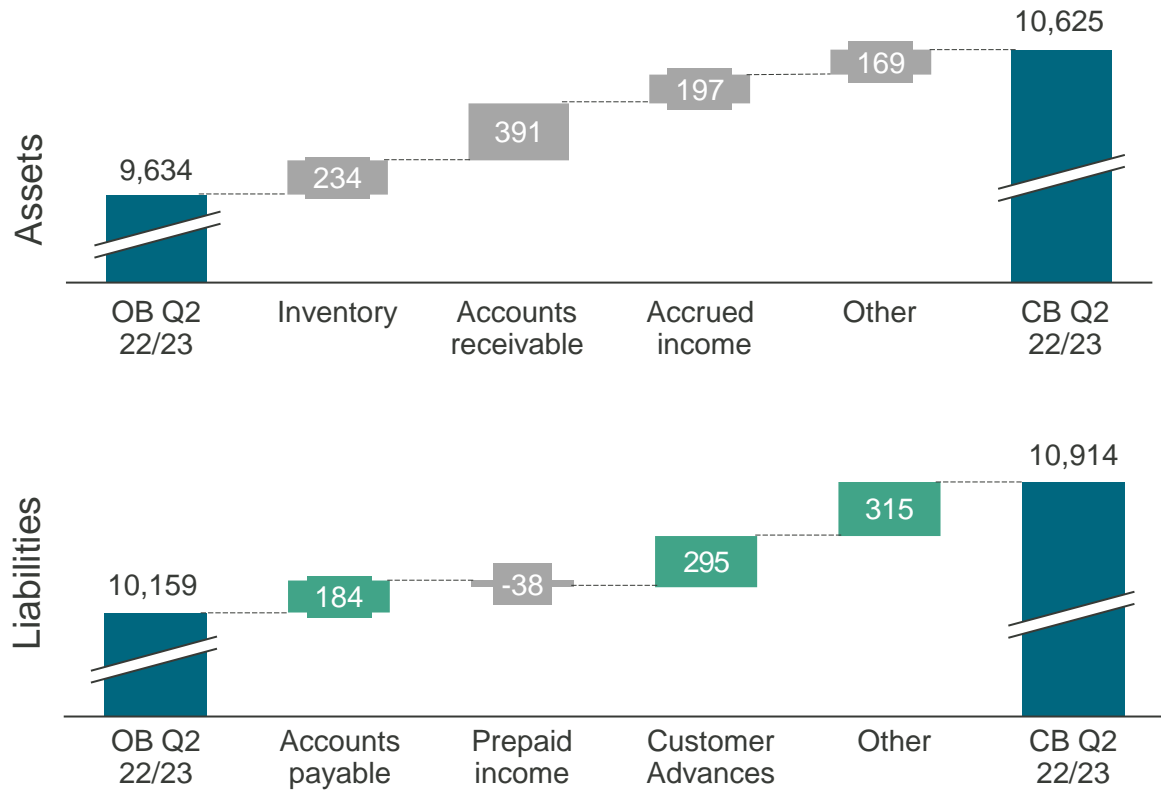 Assets
10,625
169
197
391
9,634
234
OB Q2
22/23
Inventory
Accounts
receivable
Accrued
income
Other
CB Q2
22/23
Liabilities
10,914
315
295
10,159
184
-38
OB Q2
22/23
Accounts
payable
Prepaid
income
Customer
Advances
Other
CB Q2
22/23